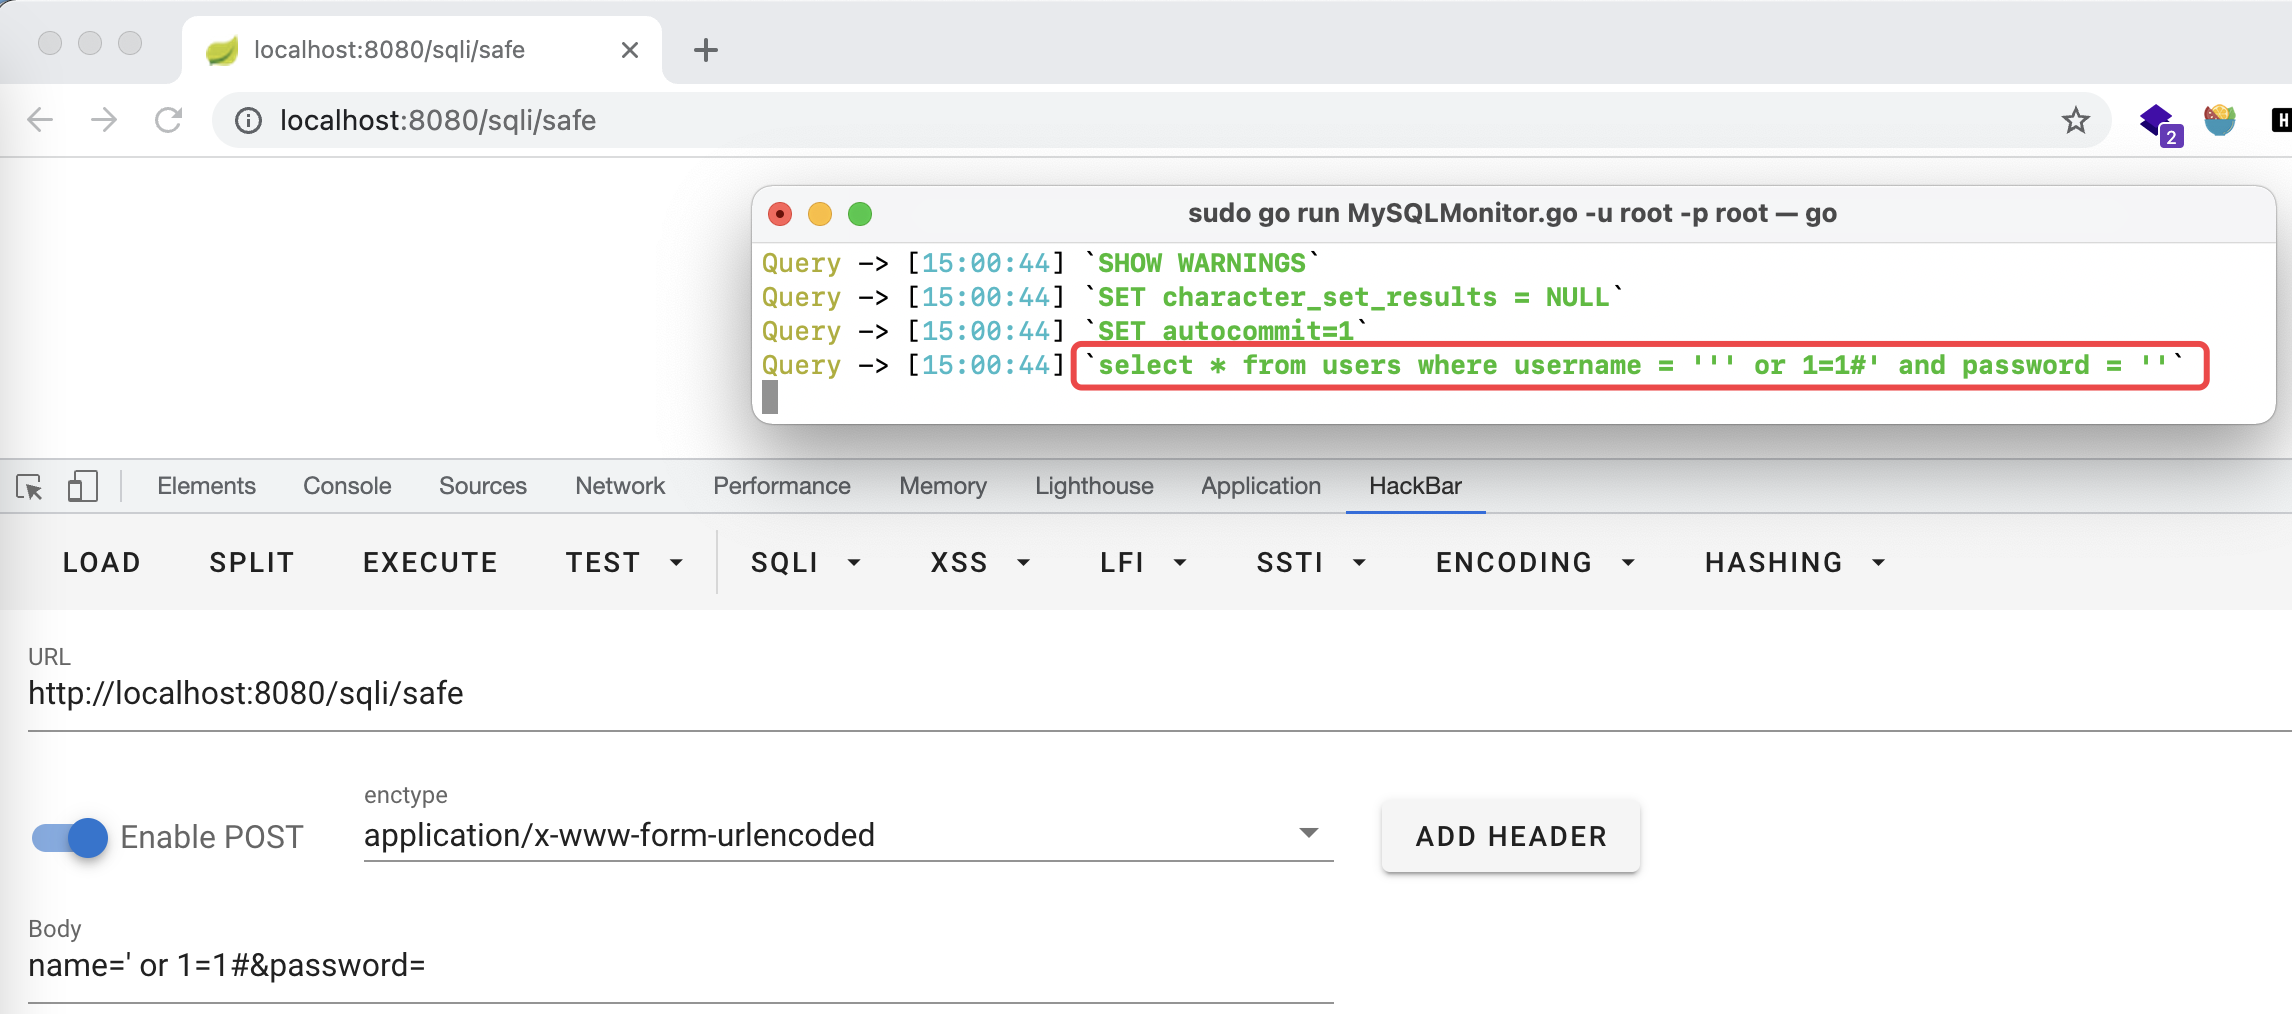 localhost:8080/sqli/safe
localhost:8080/sqli/safe
2
H
sudo go run MySQLMonitor.go -u root -p root — go
Query —> [15:00:44] `SHOW WARNINGS`
Query —> [15:00:44] `SET character_set_results = NULL`
Query —> [15:00:44] `SET autocommit=1`
Query —> [15:00:44] `select * from users where username = ''' or 1=1#' and password = ''`
Elements Console Sources Network Performance Memory Lighthouse Application HackBar
LOAD SPLIT EXECUTE TEST SQLI XSS LFI SSTI ENCODING HASHING
URL
http://localhost:8080/sqli/safe
enctype
Enable POST application/x-www-form-urlencoded ADD HEADER
Body
name=' or 1=1#&password=